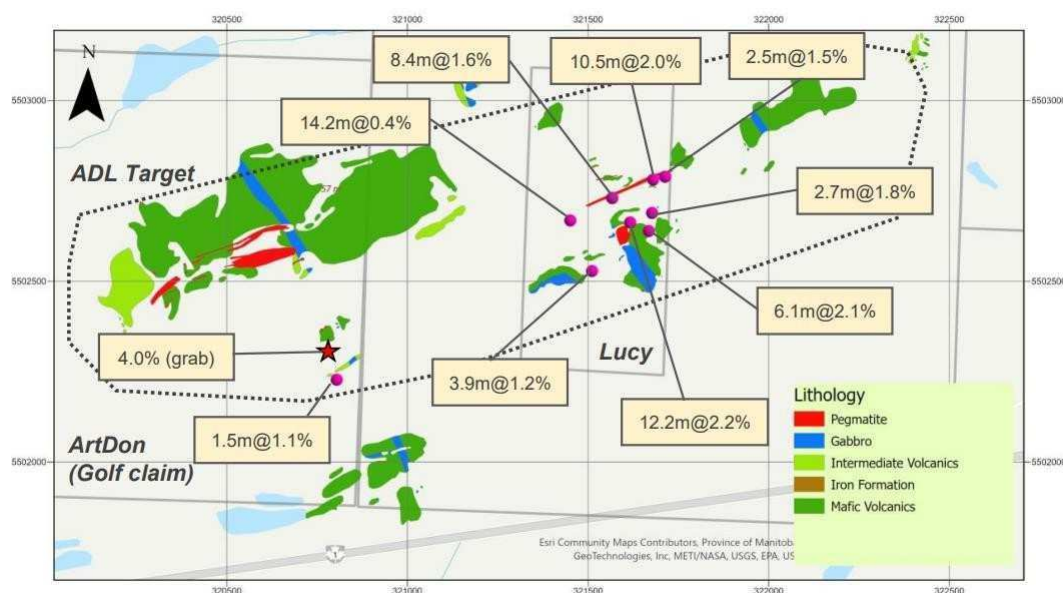 320500
321000
321500
322000
322500
N
8.4m@1.6%
10.5m@2.0%
2.5m@1.5%
5503000
5503000
14.2m@0.4%
ADL Target
2.7m@1.8%
5502500
5502500
6.1m@2.1%
4.0% (grab)
Lucy
3.9m@1.2%
12.2m@2.2%
1.5m@1.1%
ArtDon
(Golf claim)
Lithology
Pegmatite
Gabbro
Intermediate Volcanics
Iron Formation
Mafic Volcanics
5502000
5502000
Esri Community Maps Contributors, Province of Manitoba
GeoTechnologies, Inc, METI/NASA, USGS, EPA, US
1
320500
321000
321500
322000
322500